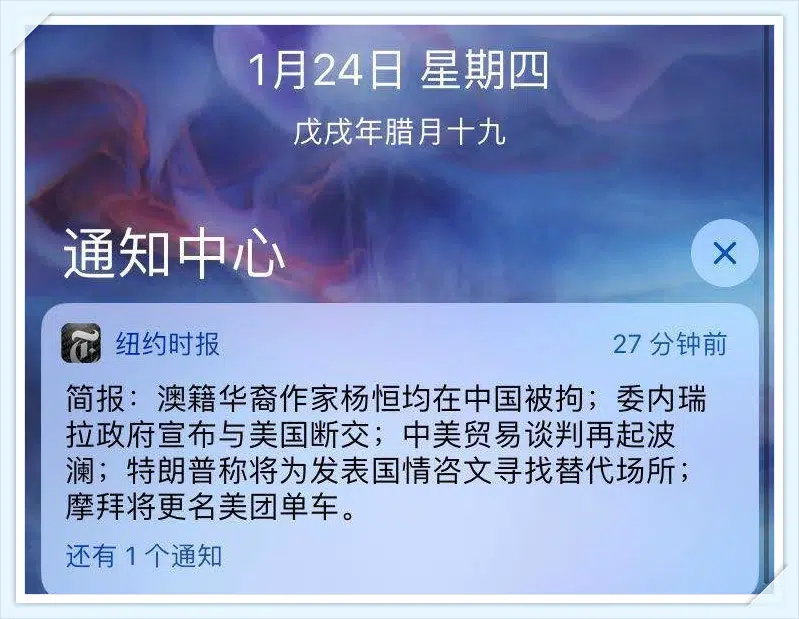 1月24日 星期四
戊戌年腊月十九
通知中心
纽约时报
27 分钟前
简报：澳籍华裔作家杨恒均在中国被拘；委内瑞
拉政府宣布与美国断交；中美贸易谈判再起波
澜；特朗普称将为发表国情咨文寻找替代场所；
摩拜将更名美团单车。
还有 1 个通知